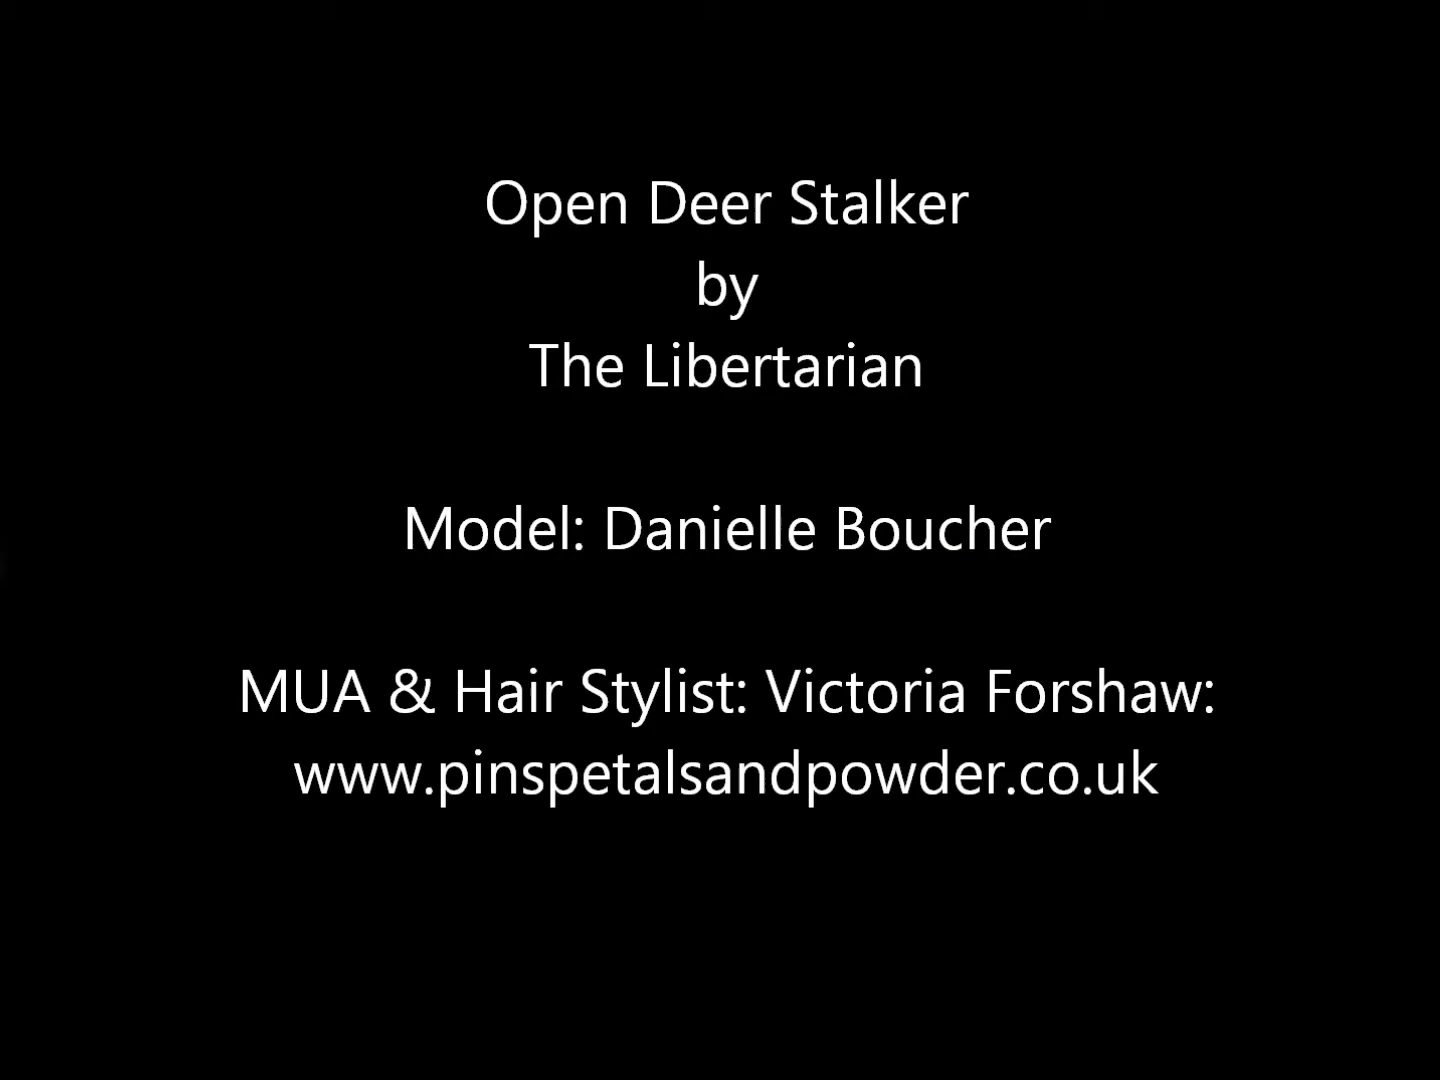 Open Deer Stalker
by
The Libertarian
Model: Danielle Boucher
MUA & Hair Stylist: Victoria Forshaw:
www.pinspetalsandpowder.co.uk